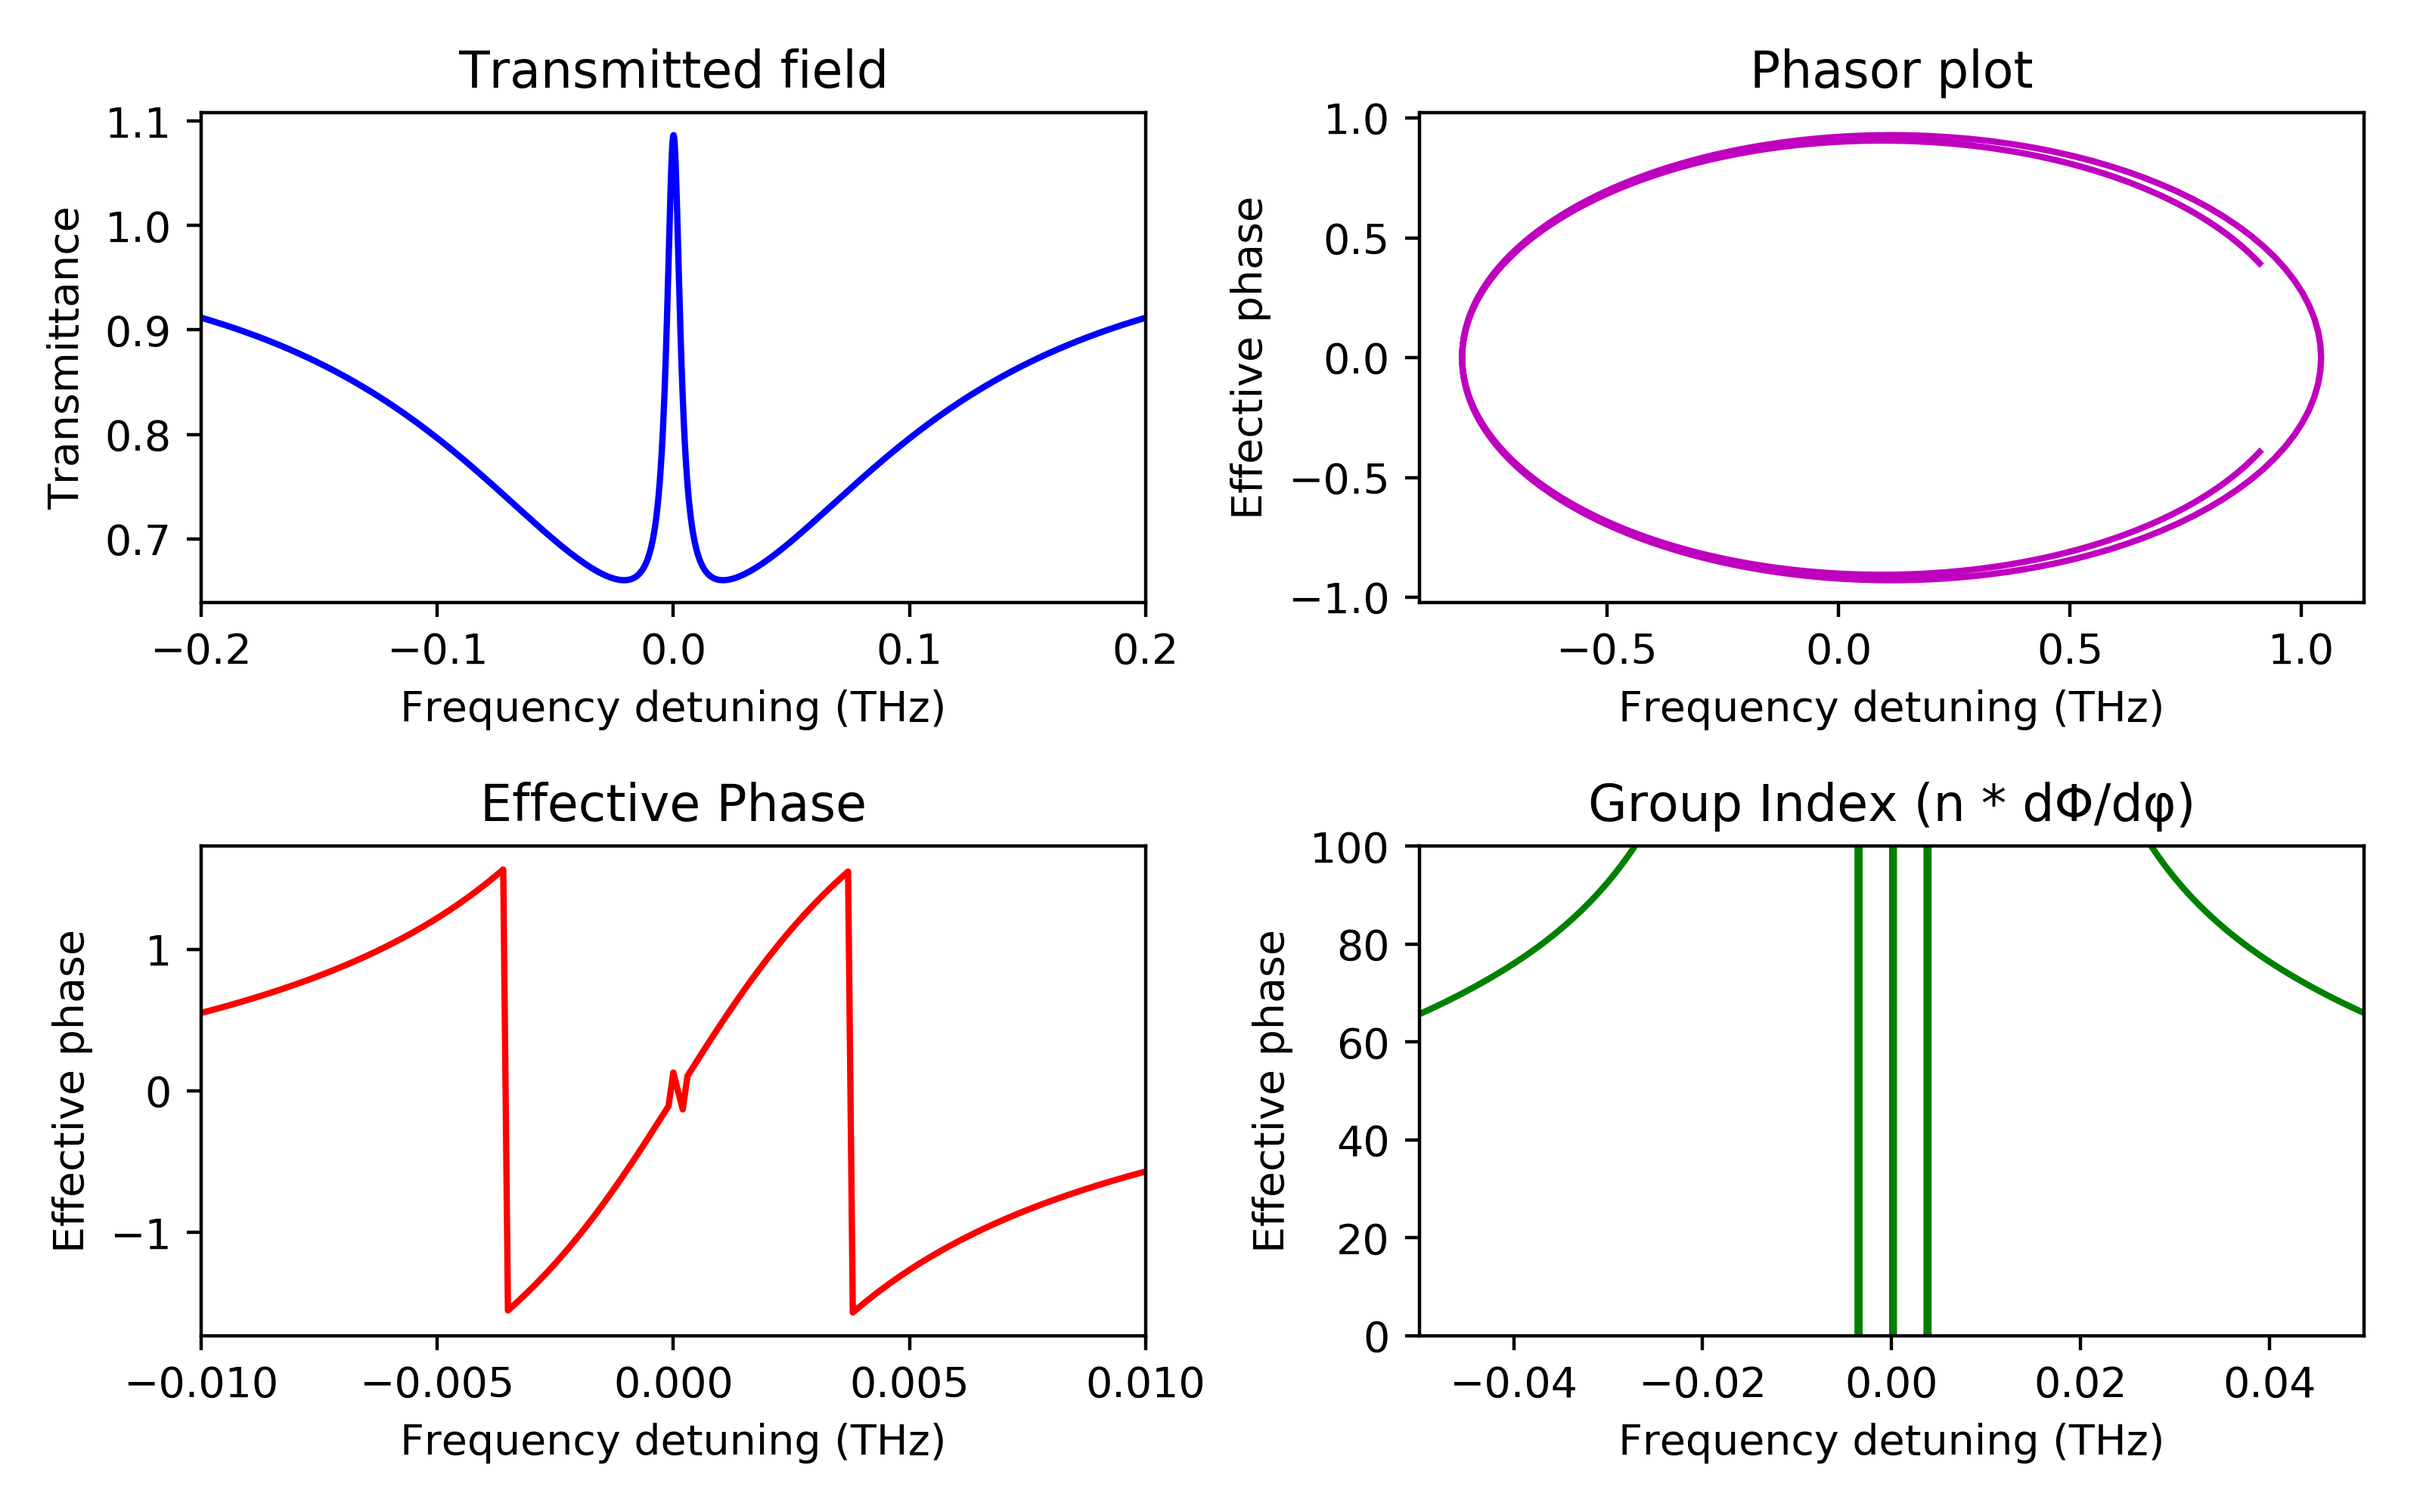 Transmitted field
1.1
1.0
0.9
0.8
0.7
Transmittance
−0.2 −0.1 0.0 0.1 0.2
Frequency detuning (THz)
Phasor plot
1.0
0.5
0.0
−0.5
−1.0
Effective phase
−0.5 0.0 0.5 1.0
Frequency detuning (THz)
Effective Phase
1
0
−1
Effective phase
−0.010 −0.005 0.000 0.005 0.010
Frequency detuning (THz)
Group Index (n * dΦ/dφ)
100
80
60
40
20
0
Effective phase
−0.04 −0.02 0.00 0.02 0.04
Frequency detuning (THz)